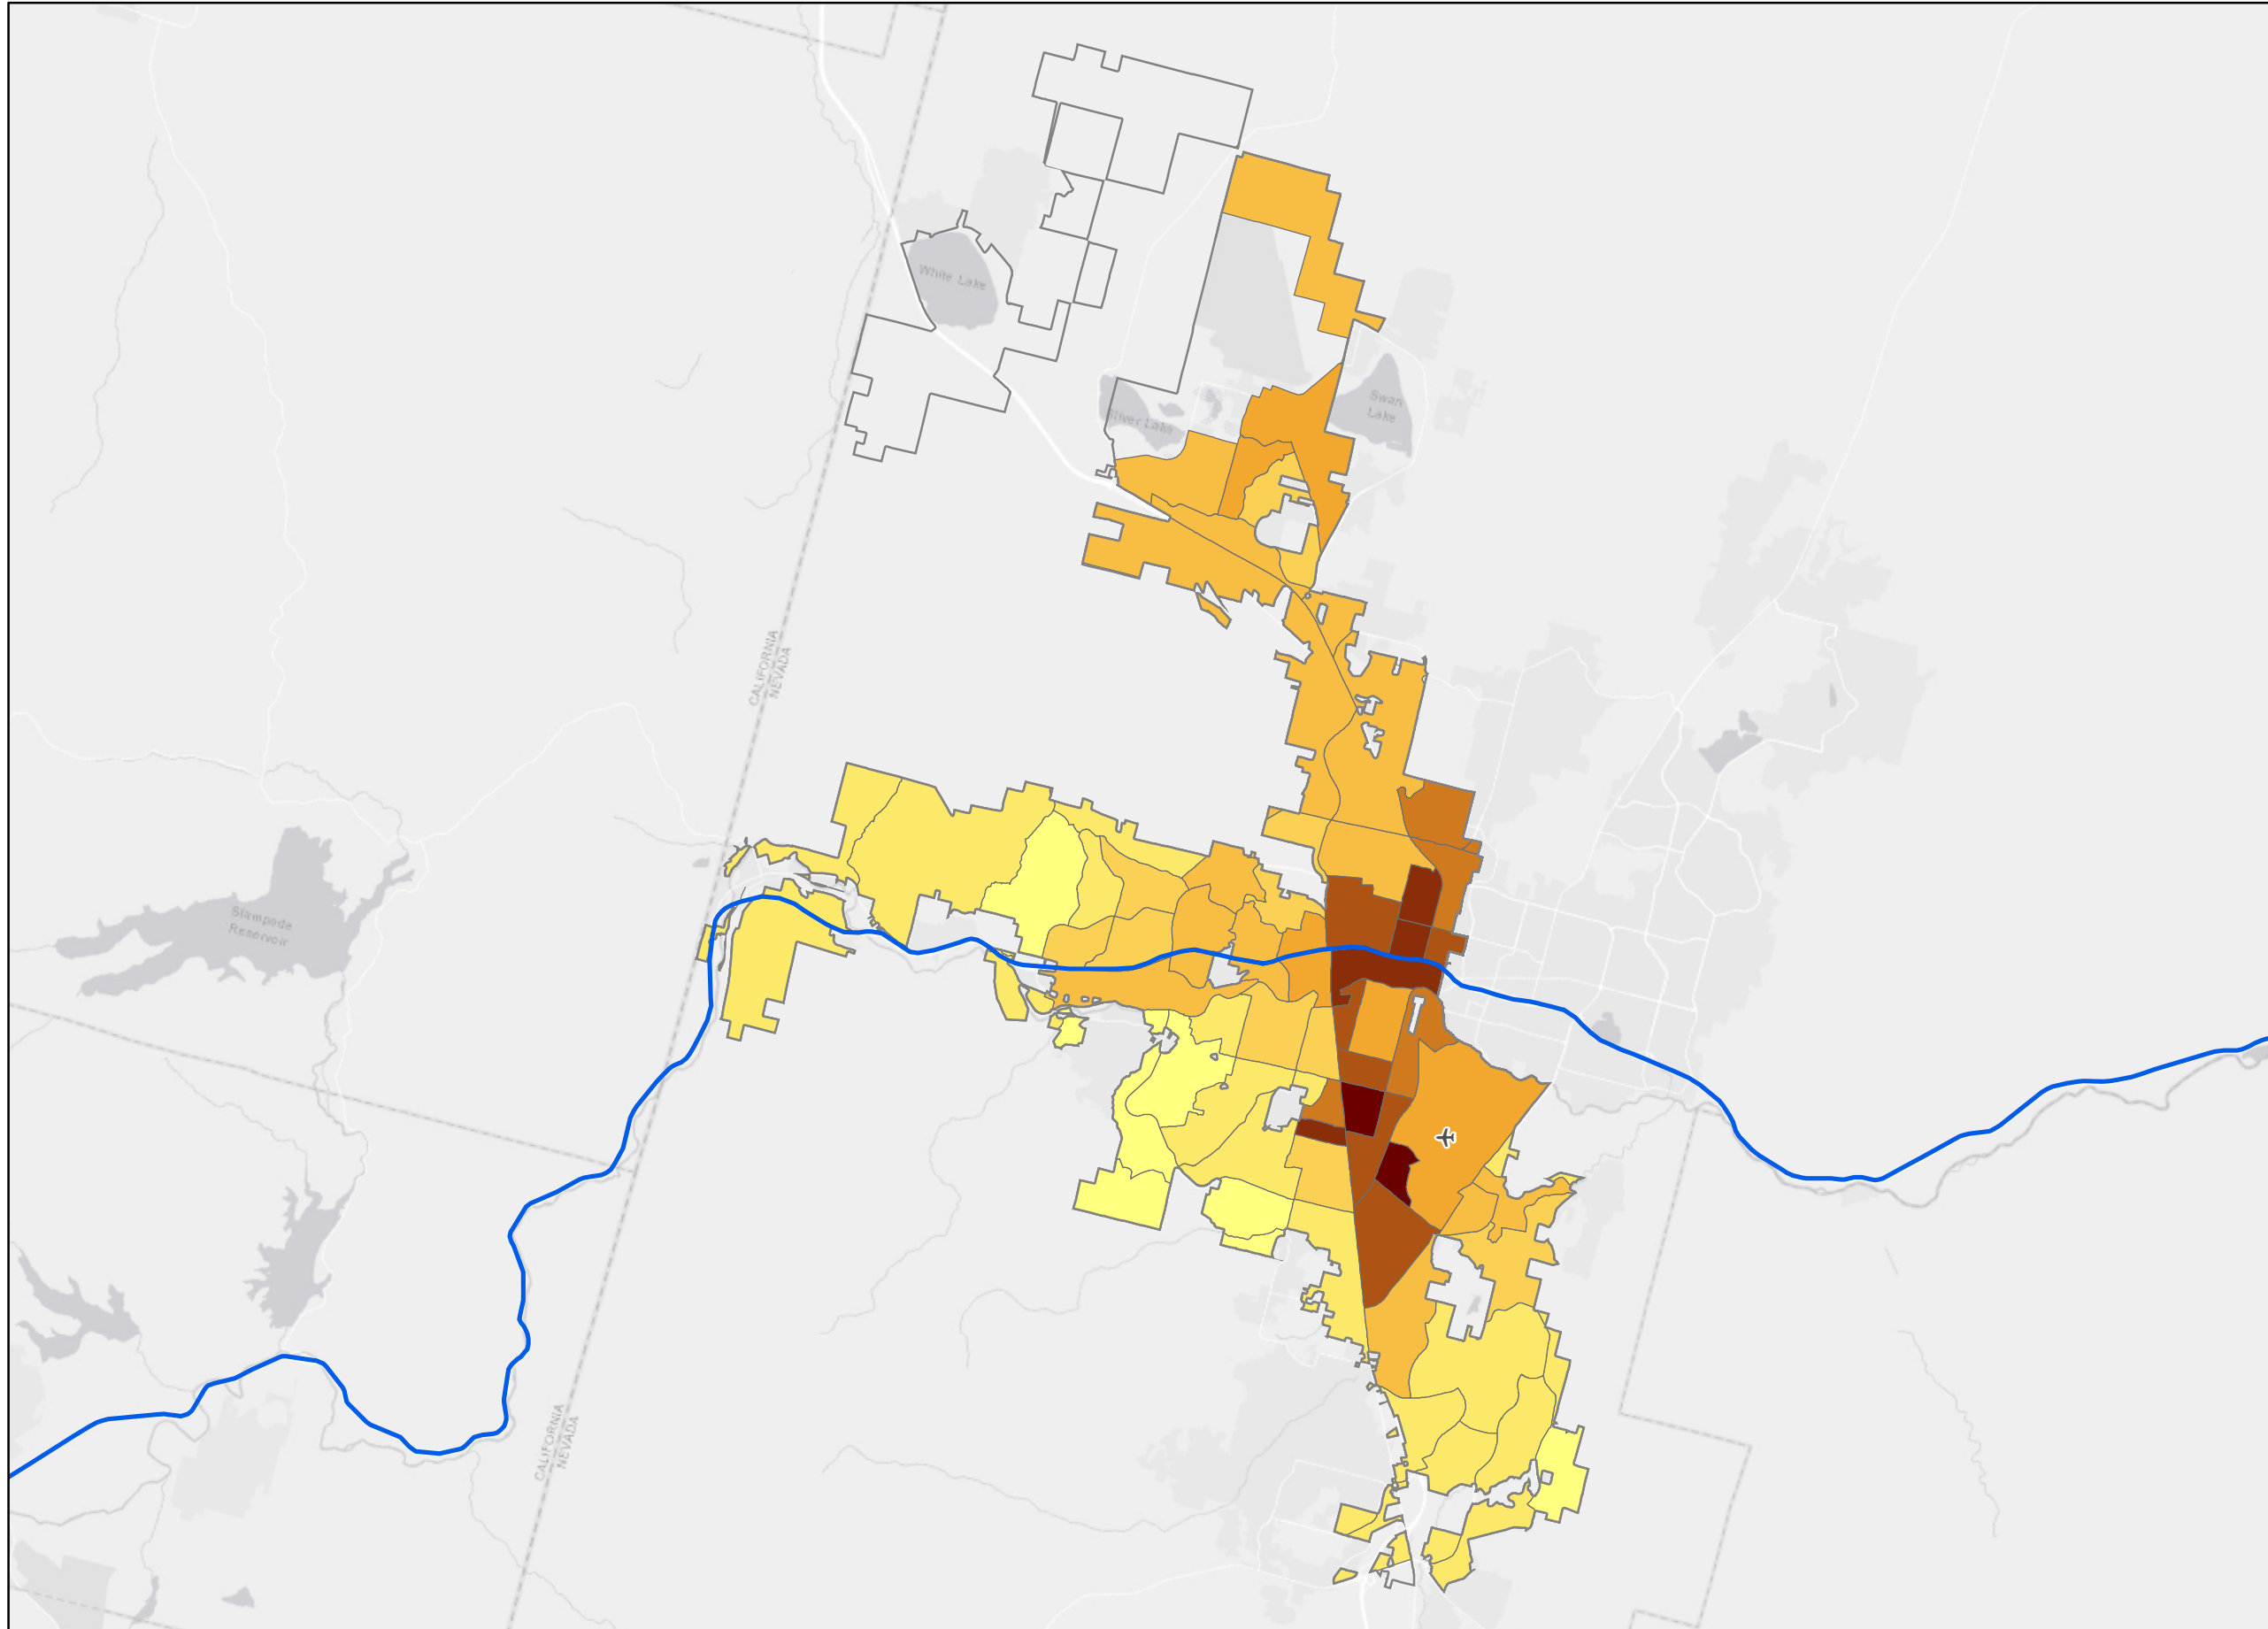 White Lake
Silver Lake
Swan
Lake
CALIFORNIA
NEVADA
Stampede
Reservoir
CALIFORNIA
NEVADA